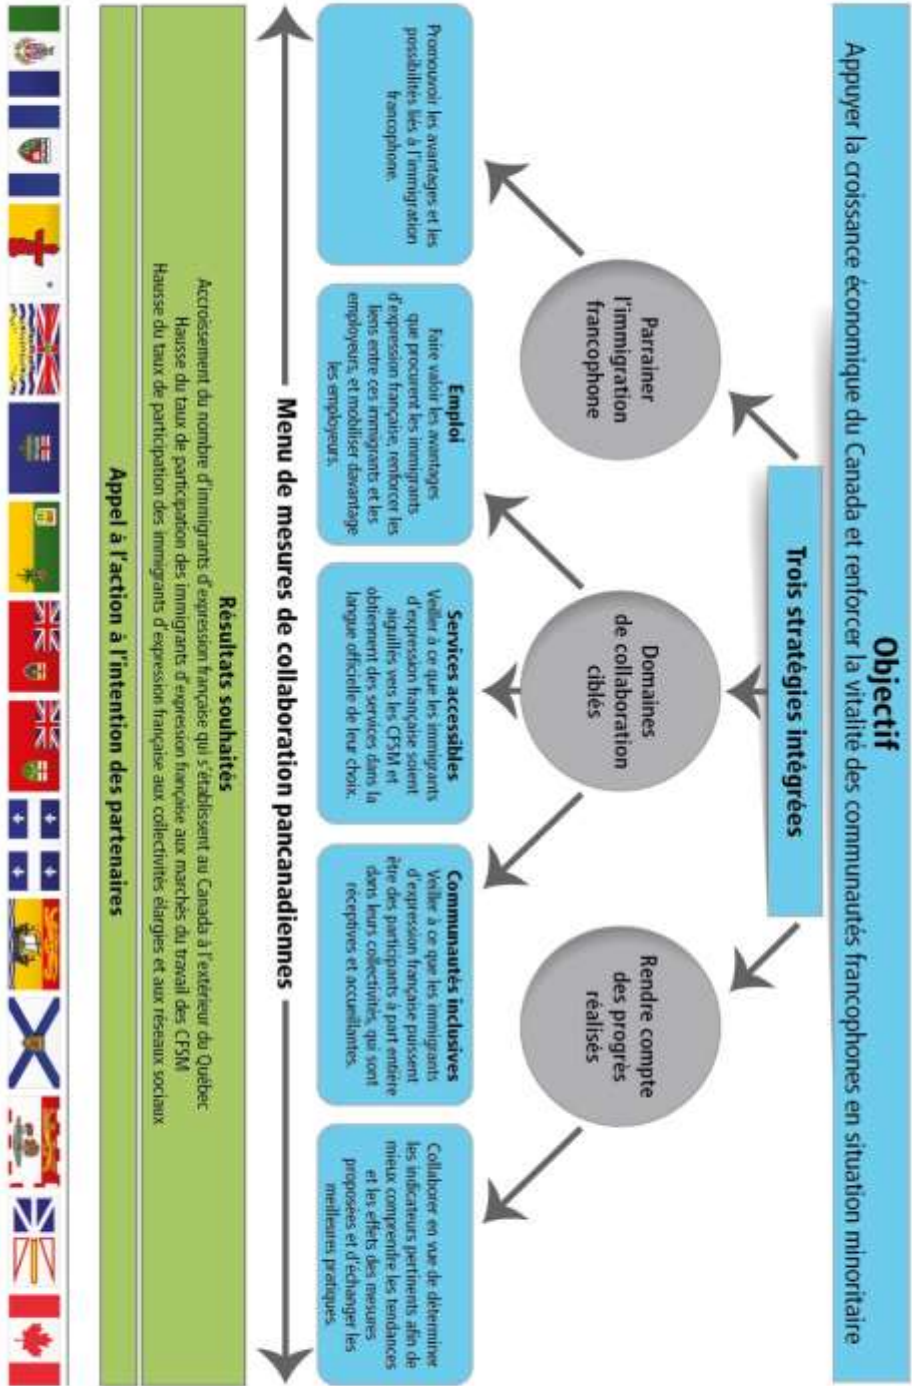 Objectif
Appuyer la croissance économique du Canada et renforcer la vitalité des communautés francophones en situation minoritaire
Trois stratégies intégrées
Parrainer
l'immigration
francophone
Domaines
de collaboration
ciblés
Rendre compte
des progrès
réalisés
Promouvoir les avantages et les
possibilités liés à l'immigration
francophone.
Emploi
Faire valoir les avantages
que procurent les immigrants
d'expression française, renforcer les
liens entre ces immigrants et les
employeurs, et mobiliser davantage
les employeurs.
Services accessibles
Veiller à ce que les immigrants
d'expression française soient
aiguillés vers les CFSM et
obtiennent des services dans la
langue officielle de leur choix.
Communautés inclusives
Veiller à ce que les immigrants
d'expression française puissent
être des participants à part entière
dans leurs collectivités, qui sont
réceptives et accueillantes.
Collaborer en vue de déterminer
les indicateurs pertinents afin de
mieux comprendre les tendances
et les effets des mesures
proposées et d'échanger les
meilleures pratiques
Menu de mesures de collaboration pancanadiennes
Résultats souhaités
Accroissement du nombre d'immigrants d'expression française qui s'établissent au Canada à l'extérieur du Québec
Hausse du taux de participation des immigrants d'expression française aux marchés du travail des CFSM
Hausse du taux de participation des immigrants d'expression française aux collectivités élargies et aux réseaux sociaux
Appel à l'action à l'intention des partenaires